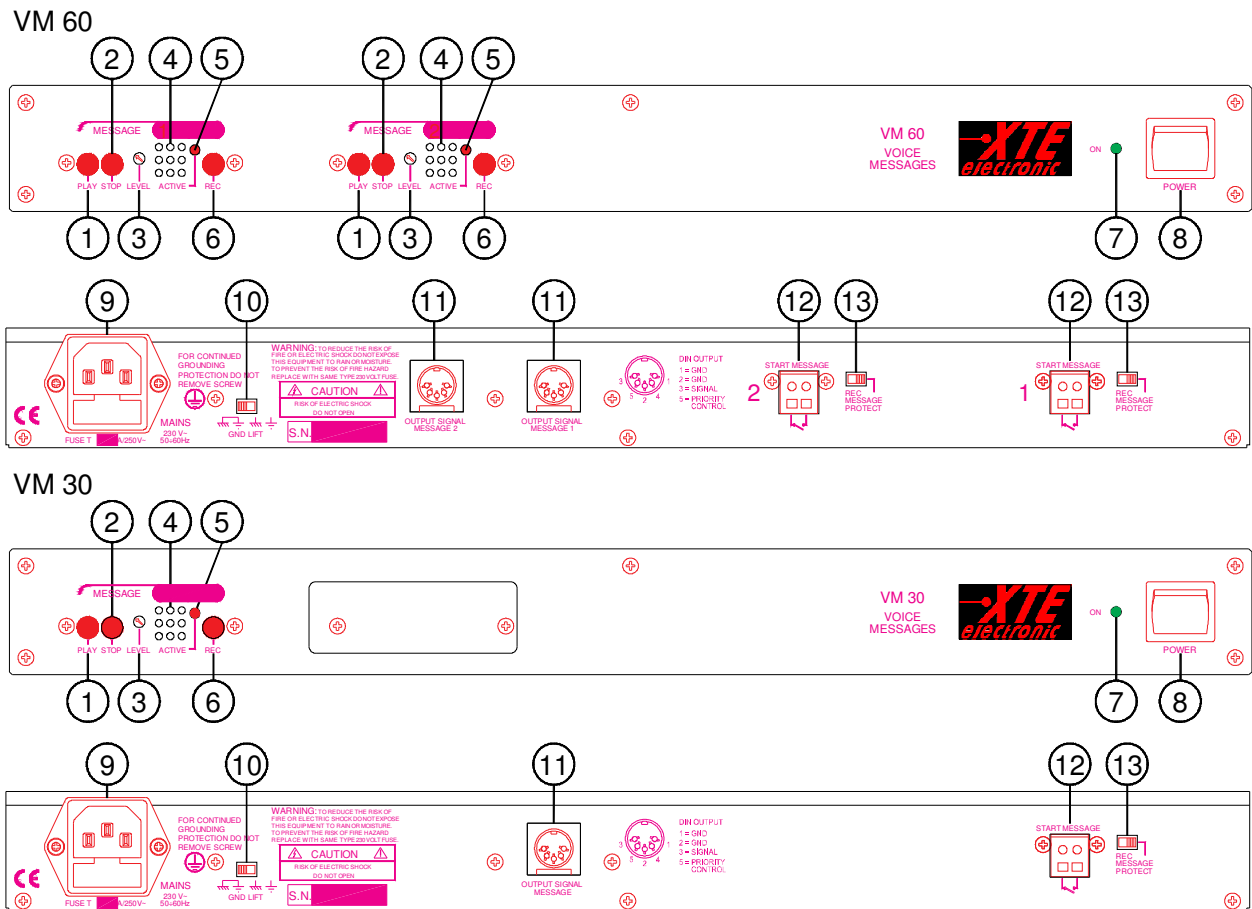 VM 60
2 4 5 2 4 5
MESSAGE MESSAGE
PLAY STOP LEVEL ACTIVE REC
PLAY STOP LEVEL ACTIVE REC
VM 60
VOICE
MESSAGES
XTE
electronic
ON
POWER
1 3 6 1 3 6 7 8
9 10 11 11 12 13 12 13
FOR CONTINUED
GROUNDING
PROTECTION DO NOT
REMOVE SCREW
CE
MAINS
230 V~
50÷60Hz
FUSE T A/250V~
GND LIFT
WARNING: TO REDUCE THE RISK OF
FIRE OR ELECTRIC SHOCK DO NOT EXPOSE
THIS EQUIPMENT TO RAIN OR MOISTURE.
TO PREVENT THE RISK OF FIRE HAZARD
REPLACE WITH SAME TYPE 230 VOLT FUSE.
CAUTION
RISK OF ELECTRIC SHOCK
DO NOT OPEN
S.N.
OUTPUT SIGNAL
MESSAGE 2
OUTPUT SIGNAL
MESSAGE 1
3 5 2 4 1
DIN OUTPUT
1 = GND
2 = GND
3 = SIGNAL
5 = PRIORITY
CONTROL
START MESSAGE
2
REC
MESSAGE
PROTECT
START MESSAGE
1
REC
MESSAGE
PROTECT
VM 30
2 4 5
MESSAGE
PLAY STOP LEVEL ACTIVE REC
VM 30
VOICE
MESSAGES
XTE
electronic
ON
POWER
1 3 6 7 8
9 10 11 12 13
FOR CONTINUED
GROUNDING
PROTECTION DO NOT
REMOVE SCREW
CE
MAINS
230 V~
50÷60Hz
FUSE T A/250V~
GND LIFT
WARNING: TO REDUCE THE RISK OF
FIRE OR ELECTRIC SHOCK DO NOT EXPOSE
THIS EQUIPMENT TO RAIN OR MOISTURE.
TO PREVENT THE RISK OF FIRE HAZARD
REPLACE WITH SAME TYPE 230 VOLT FUSE.
CAUTION
RISK OF ELECTRIC SHOCK
DO NOT OPEN
S.N.
OUTPUT SIGNAL
MESSAGE
3 5 2 4 1
DIN OUTPUT
1 = GND
2 = GND
3 = SIGNAL
5 = PRIORITY
CONTROL
START MESSAGE
REC
MESSAGE
PROTECT